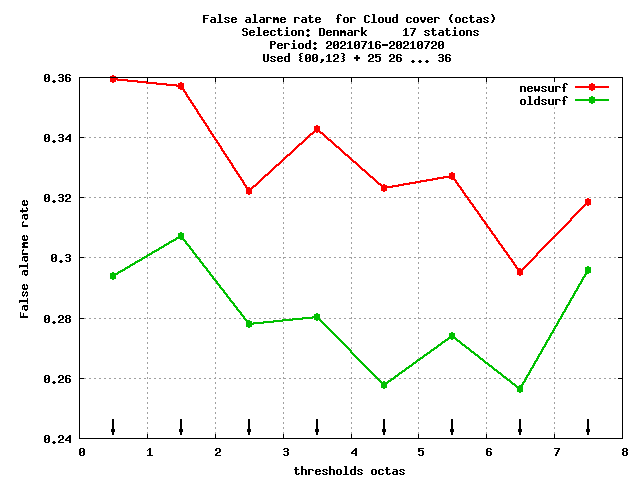 False alarme rate  for Cloud cover (octas)
Selection: Denmark     17 stations
Period: 20210716-20210720
Used {00,12} + 25 26 ... 36
newsurf
oldsurf
0.36
0.34
0.32
0.3
0.28
0.26
0.24
False alarme rate
0 1 2 3 4 5 6 7 8
thresholds octas